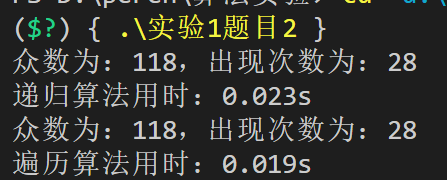 ($?) { .\实验1题目2 }
众数为：118，出现次数为：28
递归算法用时：0.023s
众数为：118，出现次数为：28
遍历算法用时：0.019s